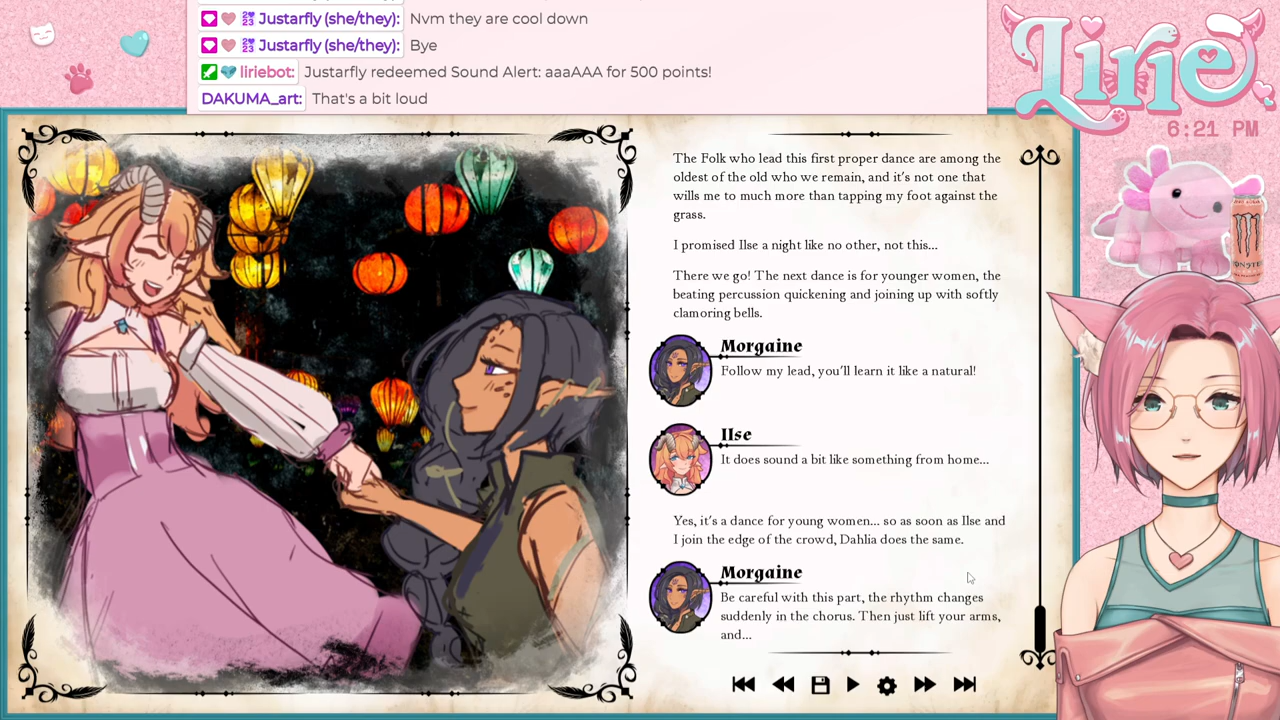 Justarfly (she/they): Nvm they are cool down
Justarfly (she/they): Bye
liriebot: Justarfly redeemed Sound Alert: aaaAAA for 500 points!
DAKUMA_art: That's a bit loud
Lirie
6:21 PM
MONSTER
The Folk who lead this first proper dance are among the
oldest of the old who we remain, and it's not one that
wills me to much more than tapping my foot against the
grass.
I promised Ilse a night like no other, not this...
There we go! The next dance is for younger women, the
beating percussion quickening and joining up with softly
clamoring bells.
Morgaine
Follow my lead, you'll learn it like a natural!
Ilse
It does sound a bit like something from home...
Yes, it's a dance for young women... so as soon as Ilse and
I join the edge of the crowd, Dahlia does the same.
Morgaine
Be careful with this part, the rhythm changes
suddenly in the chorus. Then just lift your arms,
and...